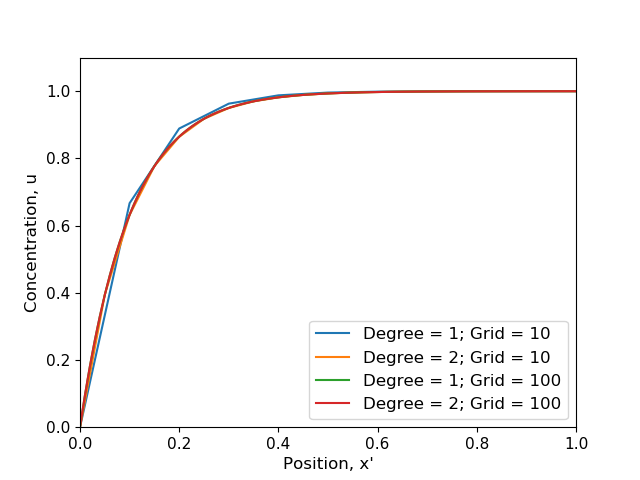 1.0
0.8
0.6
0.4
0.2
0.0
Concentration, u
Degree = 1; Grid = 10
Degree = 2; Grid = 10
Degree = 1; Grid = 100
Degree = 2; Grid = 100
0.0 0.2 0.4 0.6 0.8 1.0
Position, x'